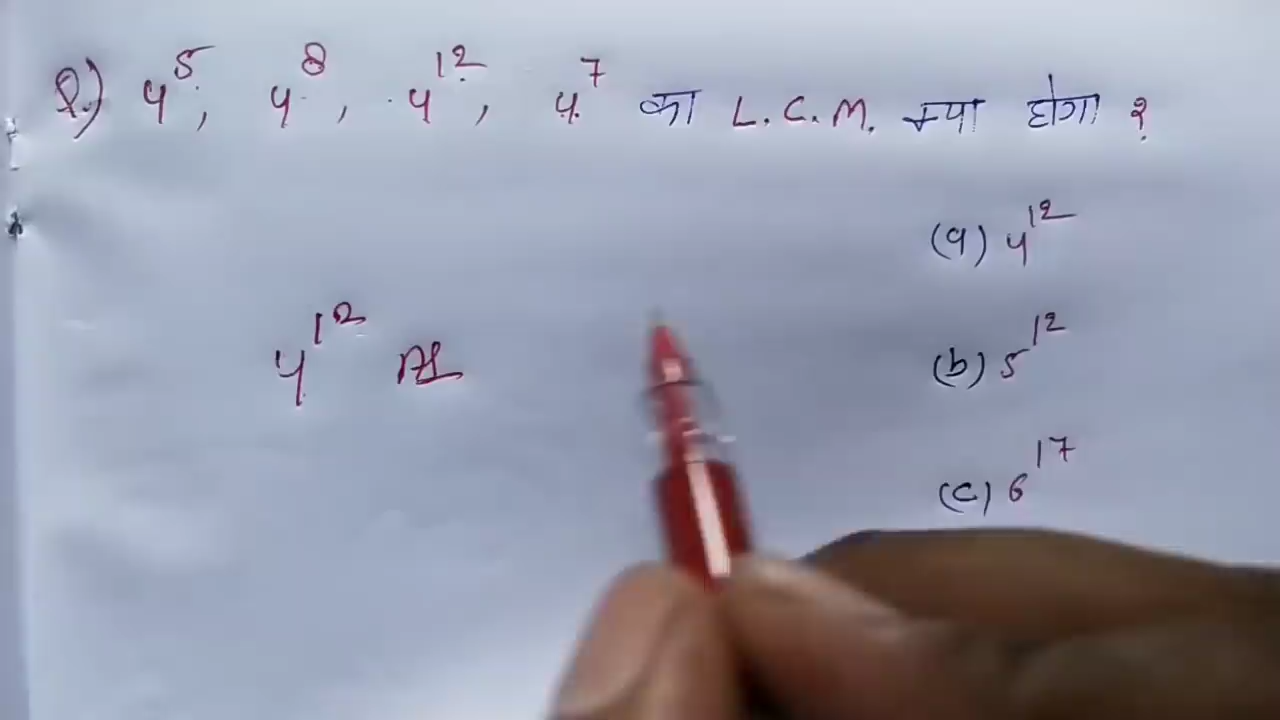 Q.) 4⁵, 4⁸, 4¹², 4⁷ का L.C.M. क्या होगा ?
(a) 4¹²
4¹² Ans
(b) 5¹²
(c) 6¹⁷